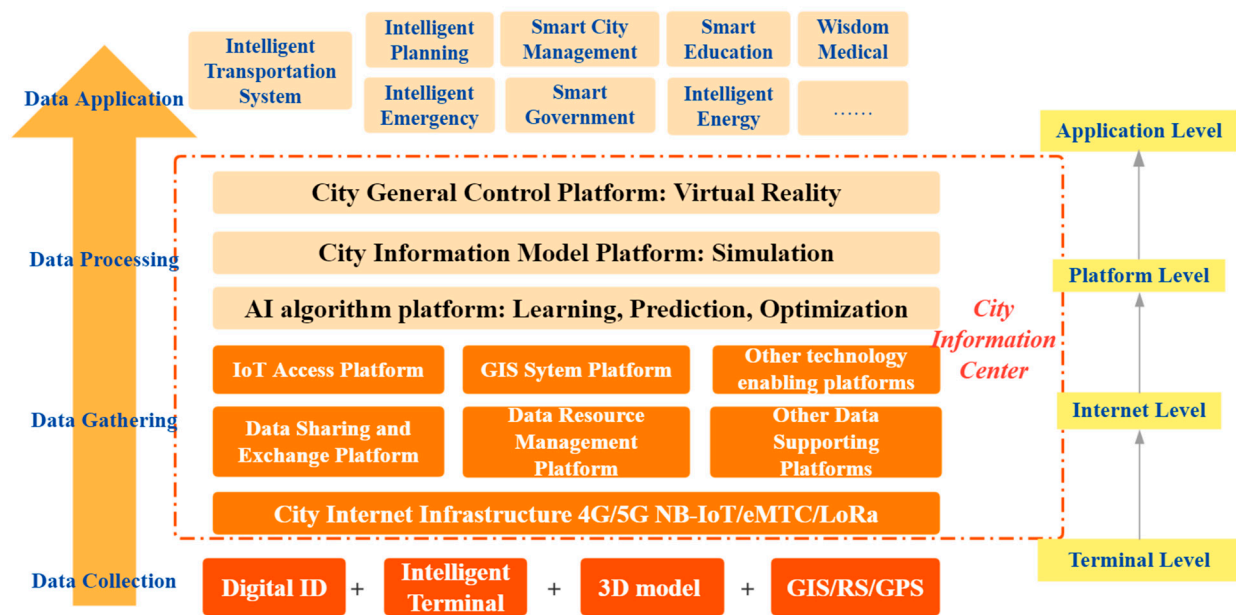 Intelligent
Transportation
System
Intelligent
Planning
Smart City
Management
Smart
Education
Wisdom
Medical
Data Application
Intelligent
Emergency
Smart
Government
Intelligent
Energy
……
Application Level
City General Control Platform: Virtual Reality
Data Processing
City Information Model Platform: Simulation
Platform Level
AI algorithm platform: Learning, Prediction, Optimization
City
Information
Center
IoT Access Platform
GIS Sytem Platform
Other technology
enabling platforms
Internet Level
Data Gathering
Data Sharing and
Exchange Platform
Data Resource
Management
Platform
Other Data
Supporting
Platforms
City Internet Infrastructure 4G/5G NB-IoT/eMTC/LoRa
Terminal Level
Data Collection
Digital ID
+
Intelligent
Terminal
+
3D model
+
GIS/RS/GPS